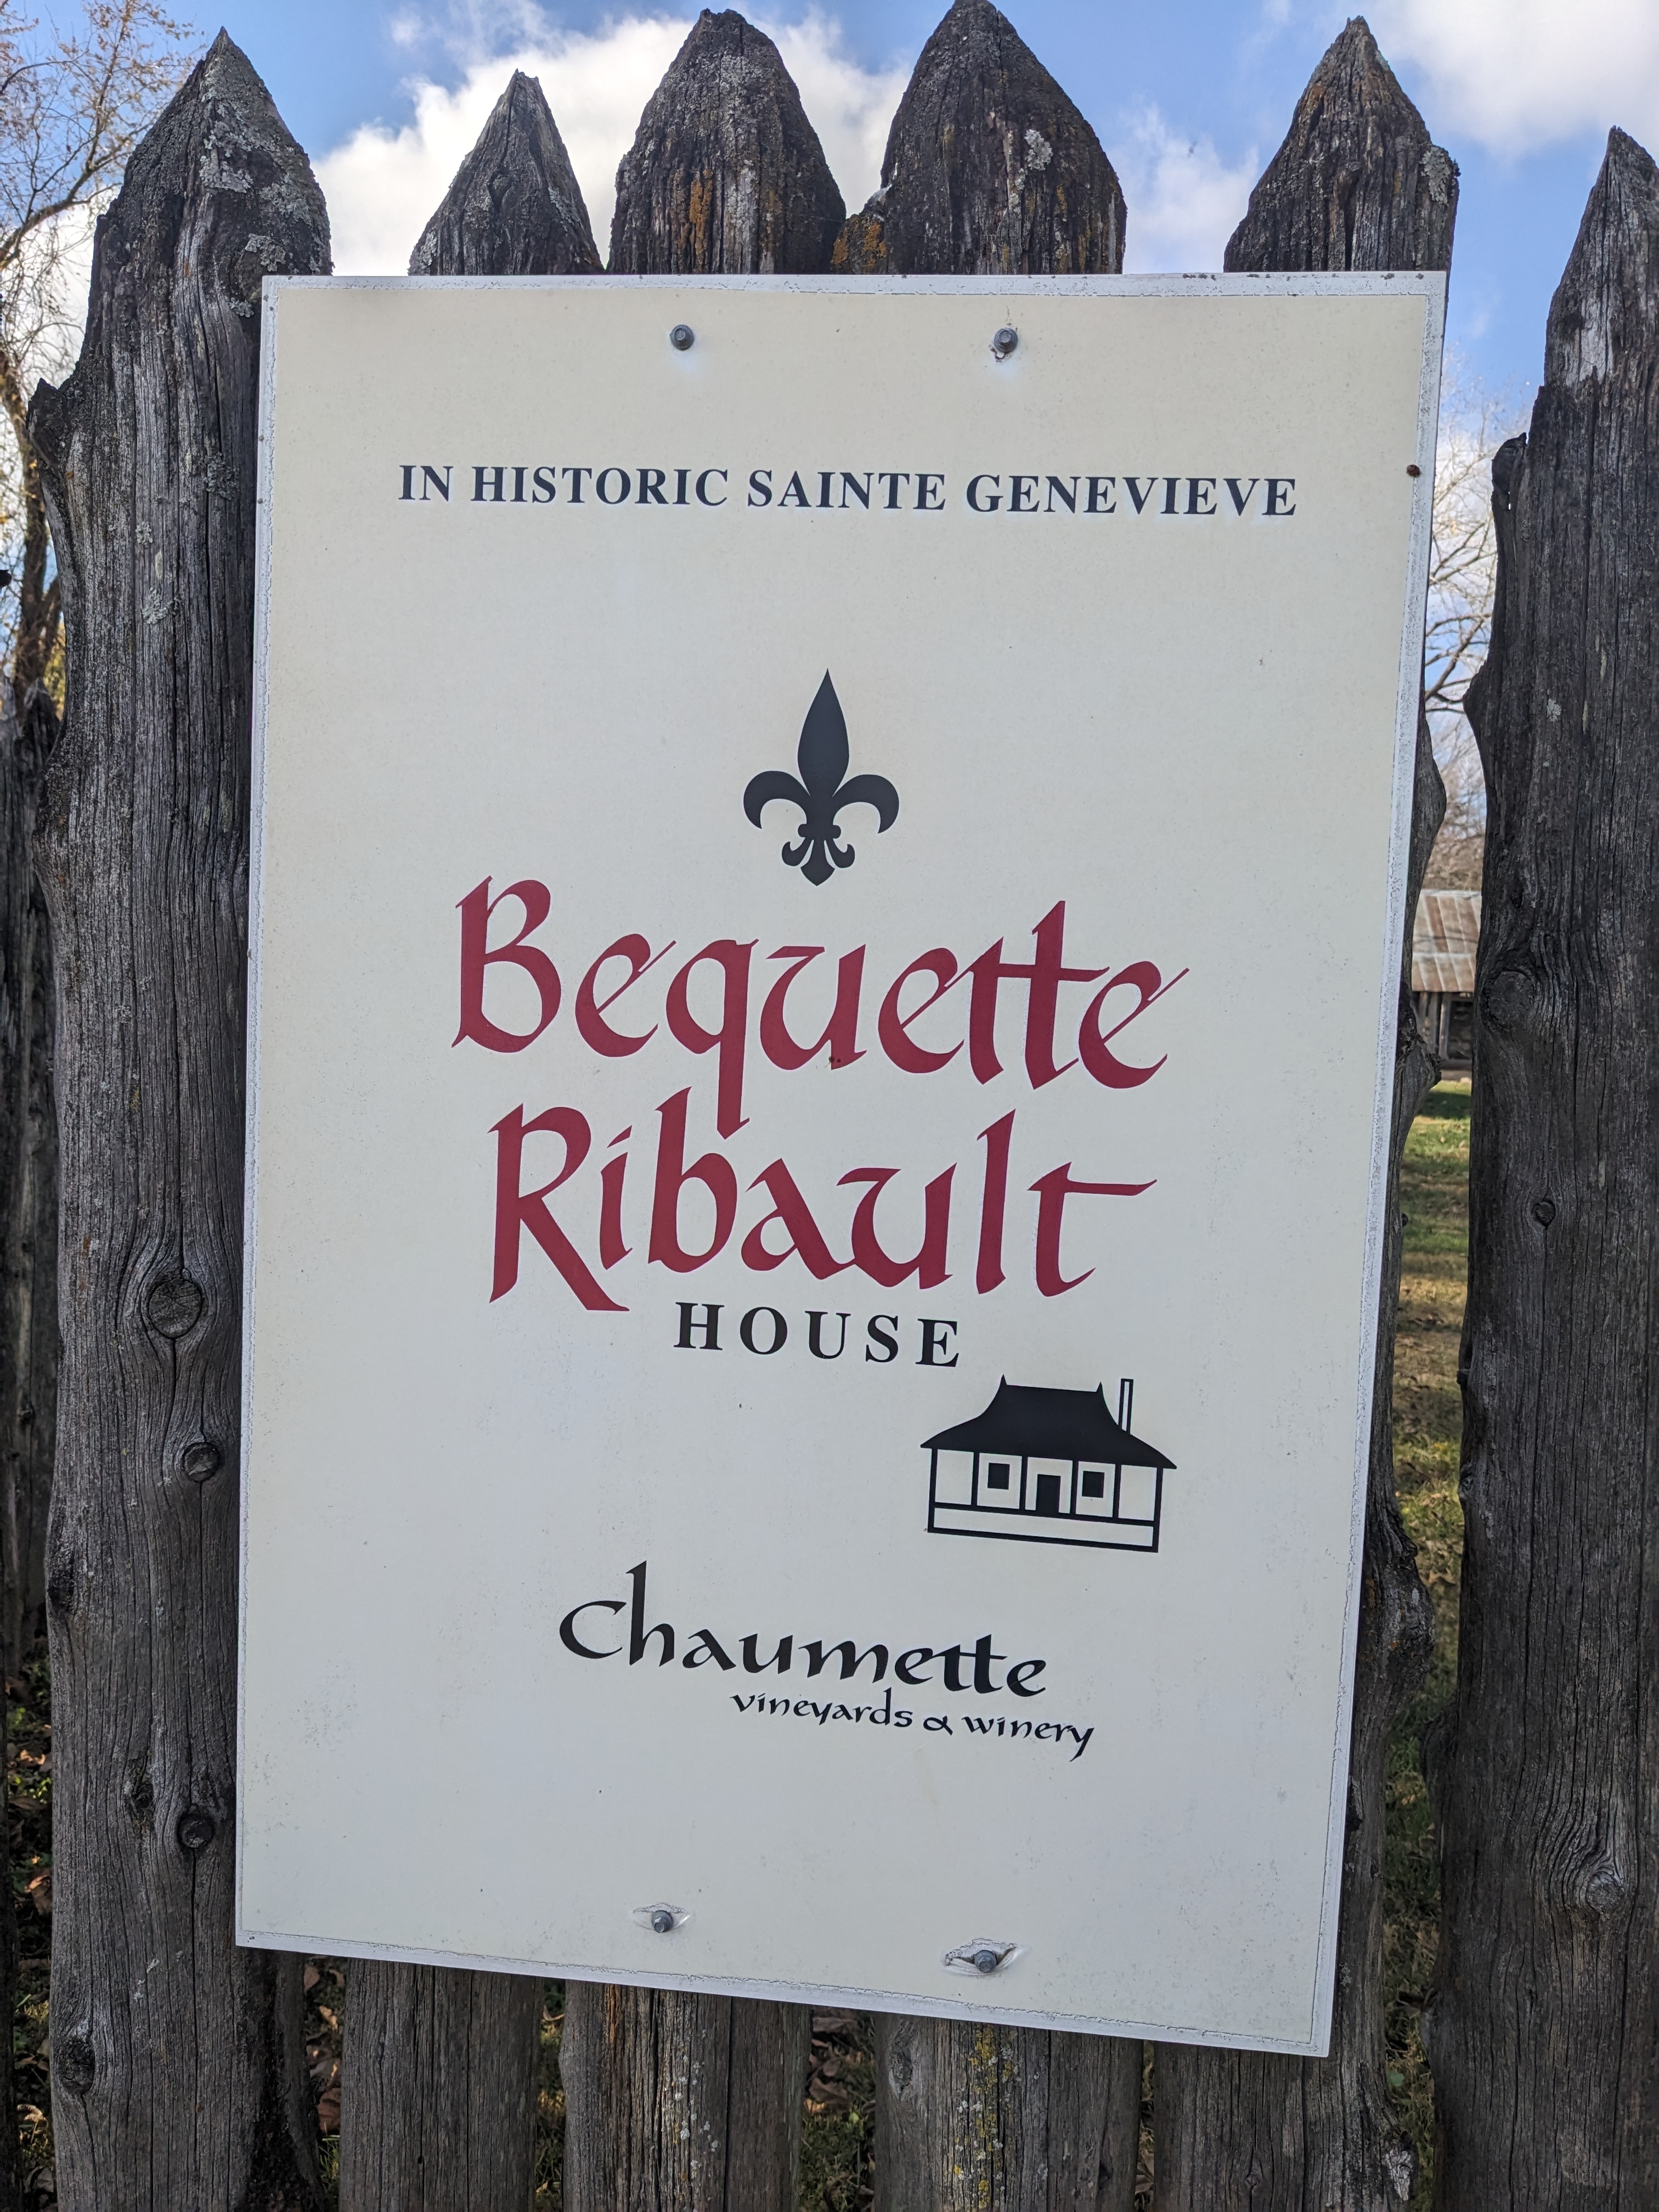 IN HISTORIC SAINTE GENEVIEVE
Bequette
Ribault
HOUSE
Chaumette
vineyards & winery